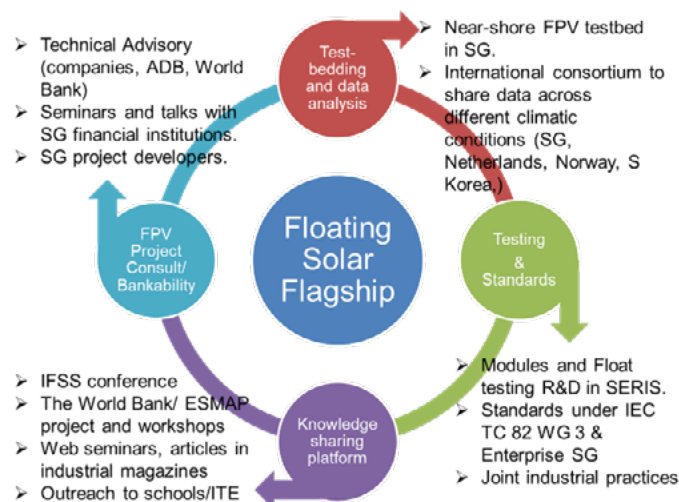 ➢ Technical Advisory
(companies, ADB, World
Bank)
➢ Seminars and talks with
SG financial institutions.
➢ SG project developers.
Test-
bedding
and data
analysis
➢ Near-shore FPV testbed
in SG.
➢ International consortium to
share data across
different climatic
conditions (SG,
Netherlands, Norway, S
Korea,)
FPV
Project
Consult/
Bankability
Floating
Solar
Flagship
Testing
&
Standards
➢ IFSS conference
➢ The World Bank/ ESMAP
project and workshops
➢ Web seminars, articles in
industrial magazines
➢ Outreach to schools/ITE
Knowledge
sharing
platform
➢ Modules and Float
testing R&D in SERIS.
➢ Standards under IEC
TC 82 WG 3 &
Enterprise SG
➢ Joint industrial practices